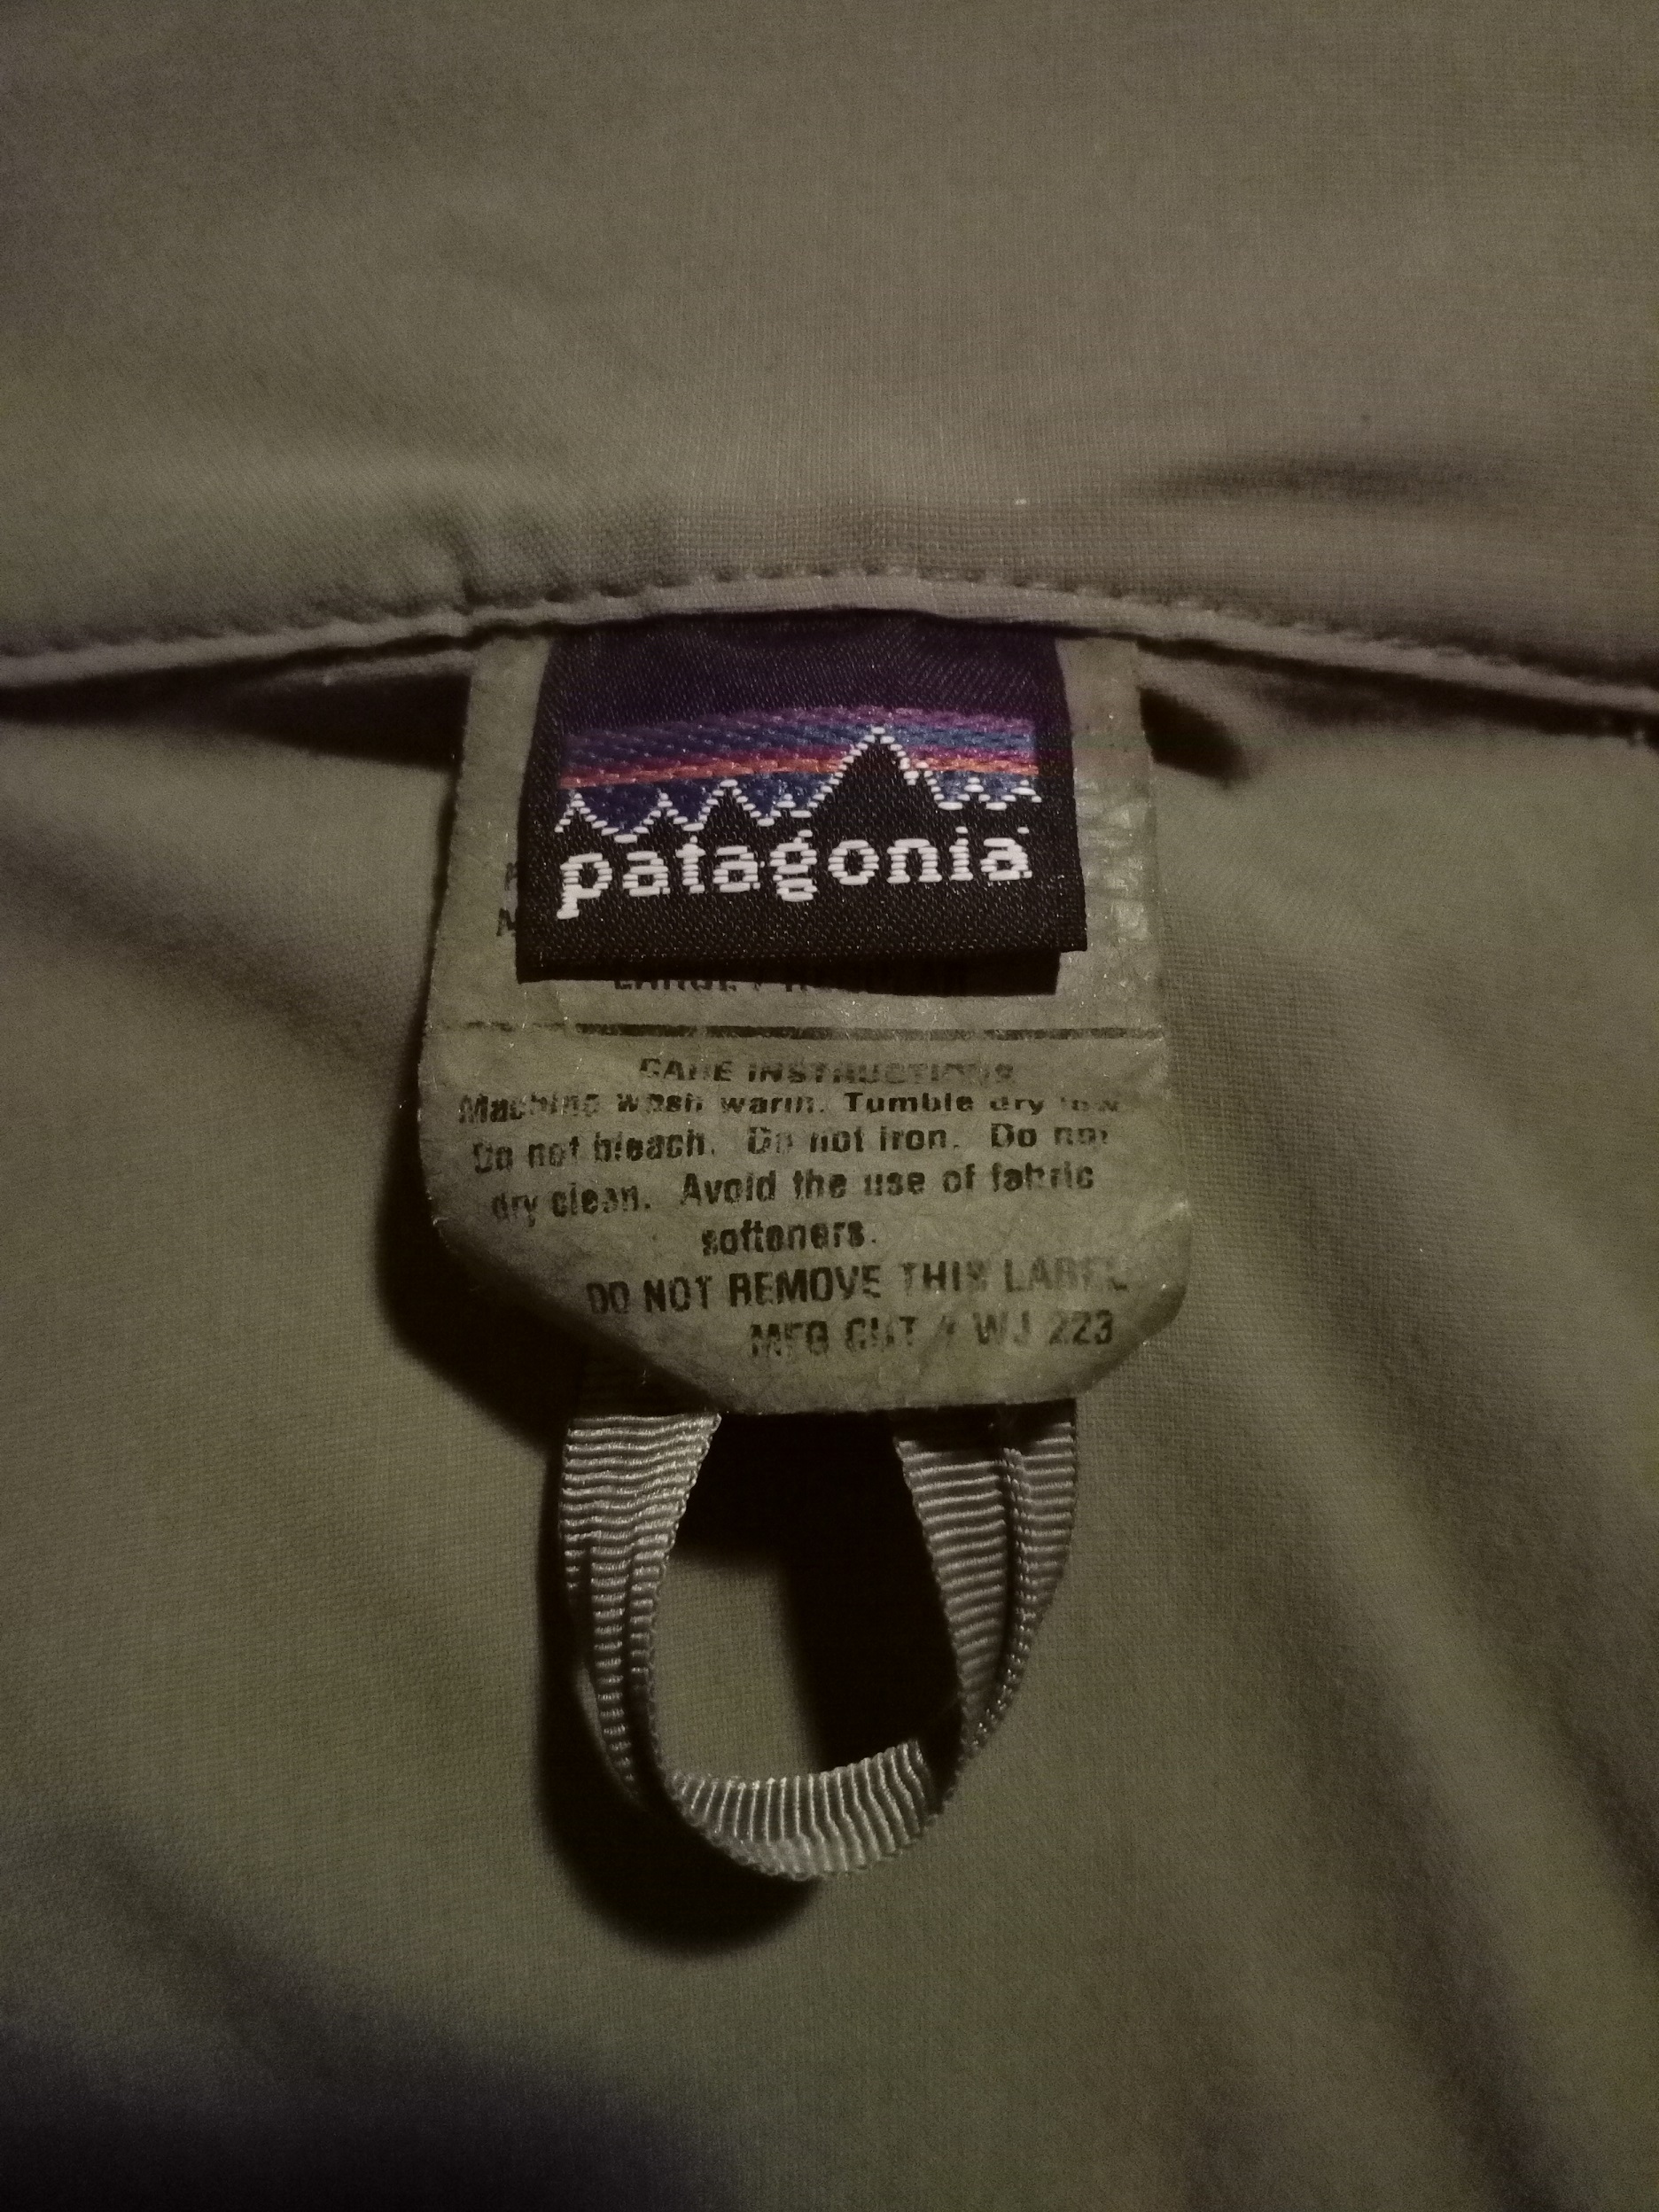 patagonia
CARE INSTRUCTIONS
Machine wash warm. Tumble dry low
Do not bleach. Do not iron. Do not
dry clean. Avoid the use of fabric
softeners.
DO NOT REMOVE THIS LABEL
MFG CUT # WJ 223